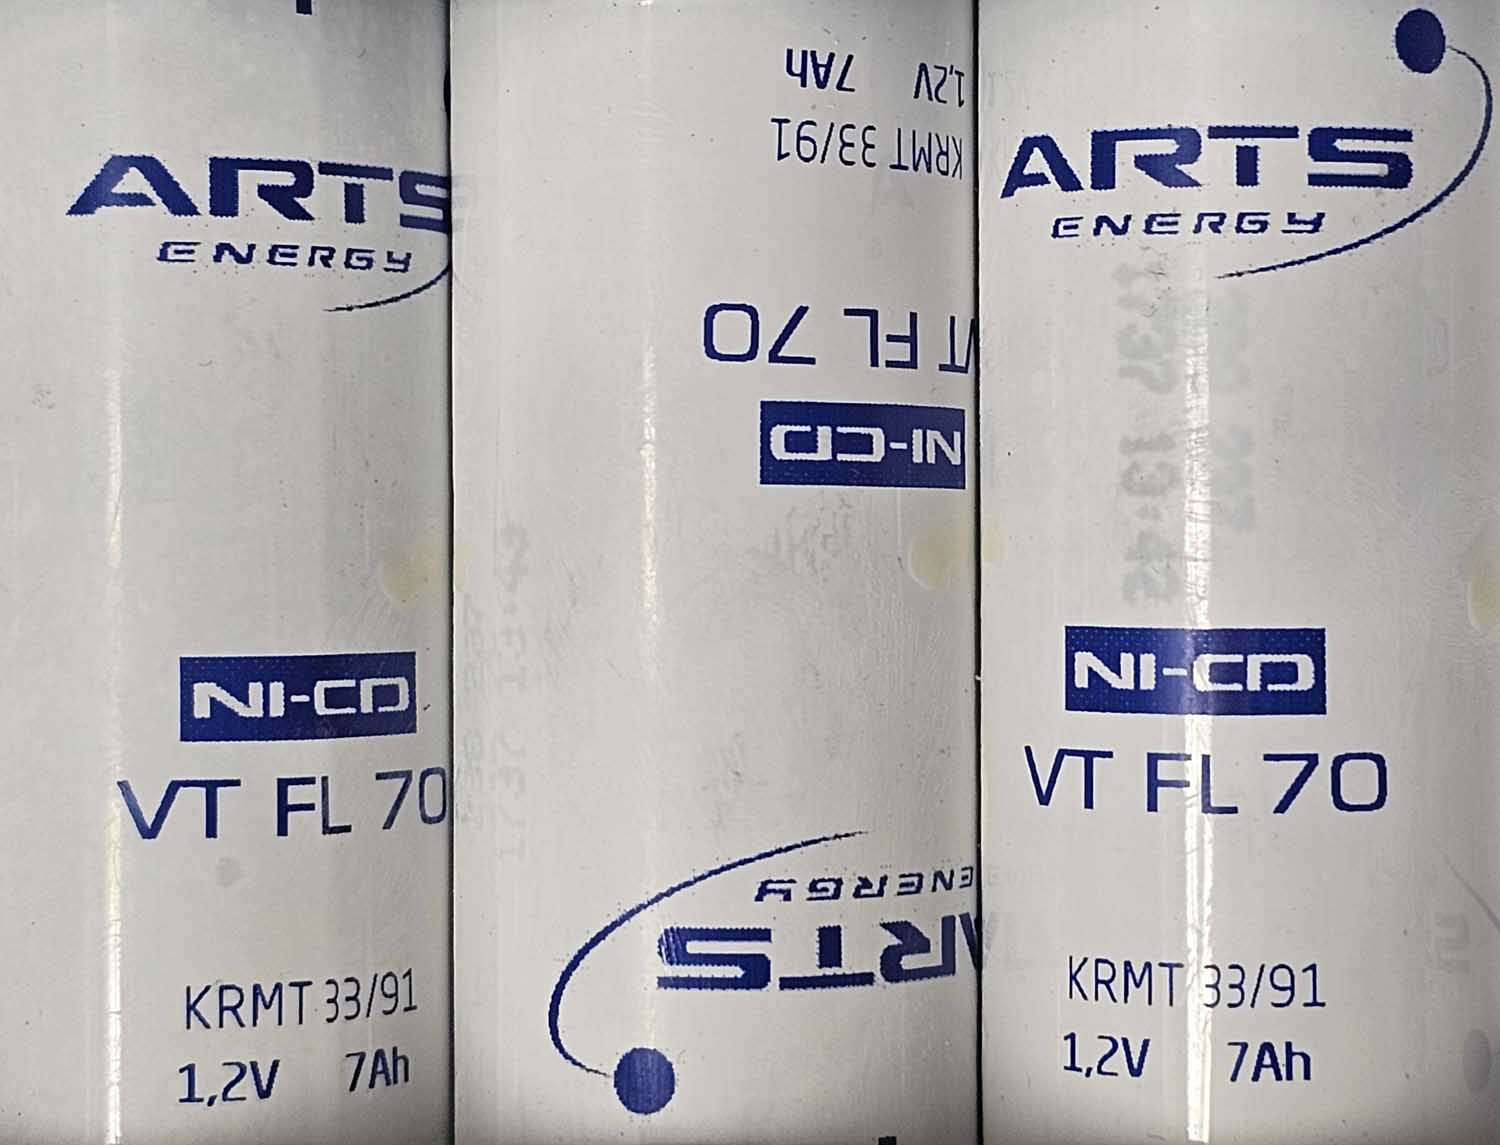 ARTS
ENERGY
NI-CD
VT FL 70
KRMT 33/91
1,2V 7Ah
1,2V 7Ah
KRMT 33/91
VT FL 70
NI-CD
ENERGY
ARTS
ARTS
ENERGY
NI-CD
VT FL 70
KRMT 33/91
1,2V 7Ah